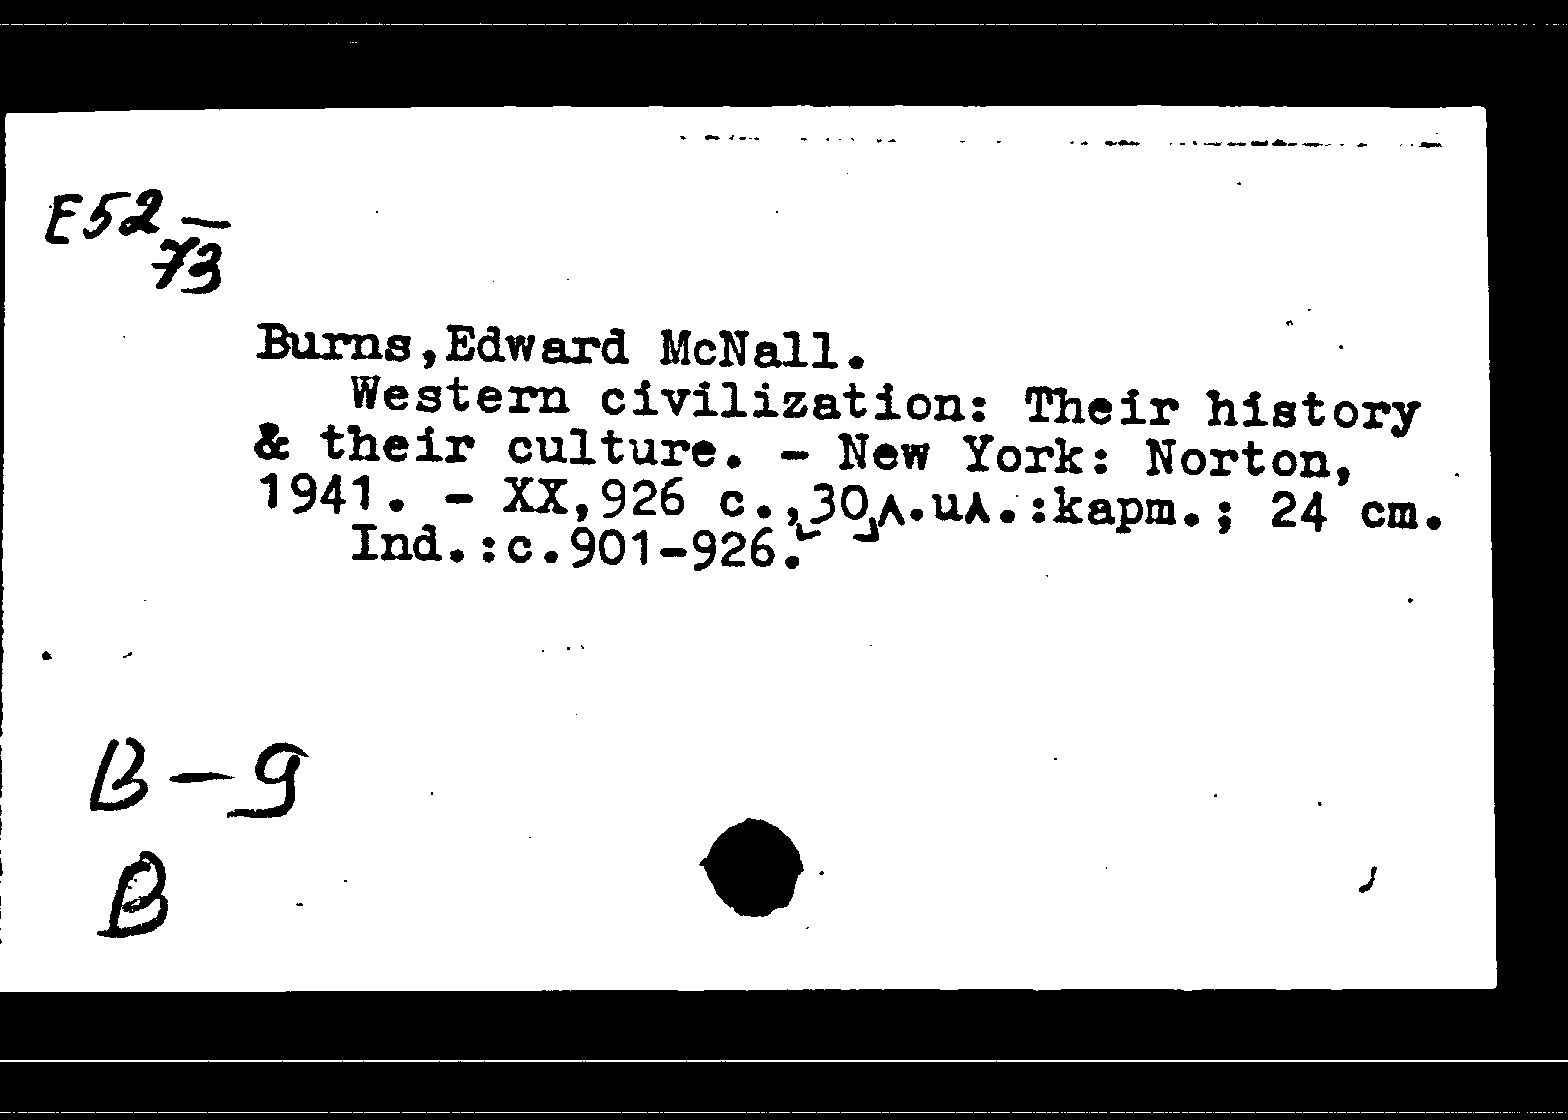 E52
73
Burns,Edward McNall.
Western civilization: Their history
& their culture. - New York: Norton,
1941. - XX,926 c.,[30]л.ил.:карт.; 24 cm.
Ind.:c.901-926.
B-9
B